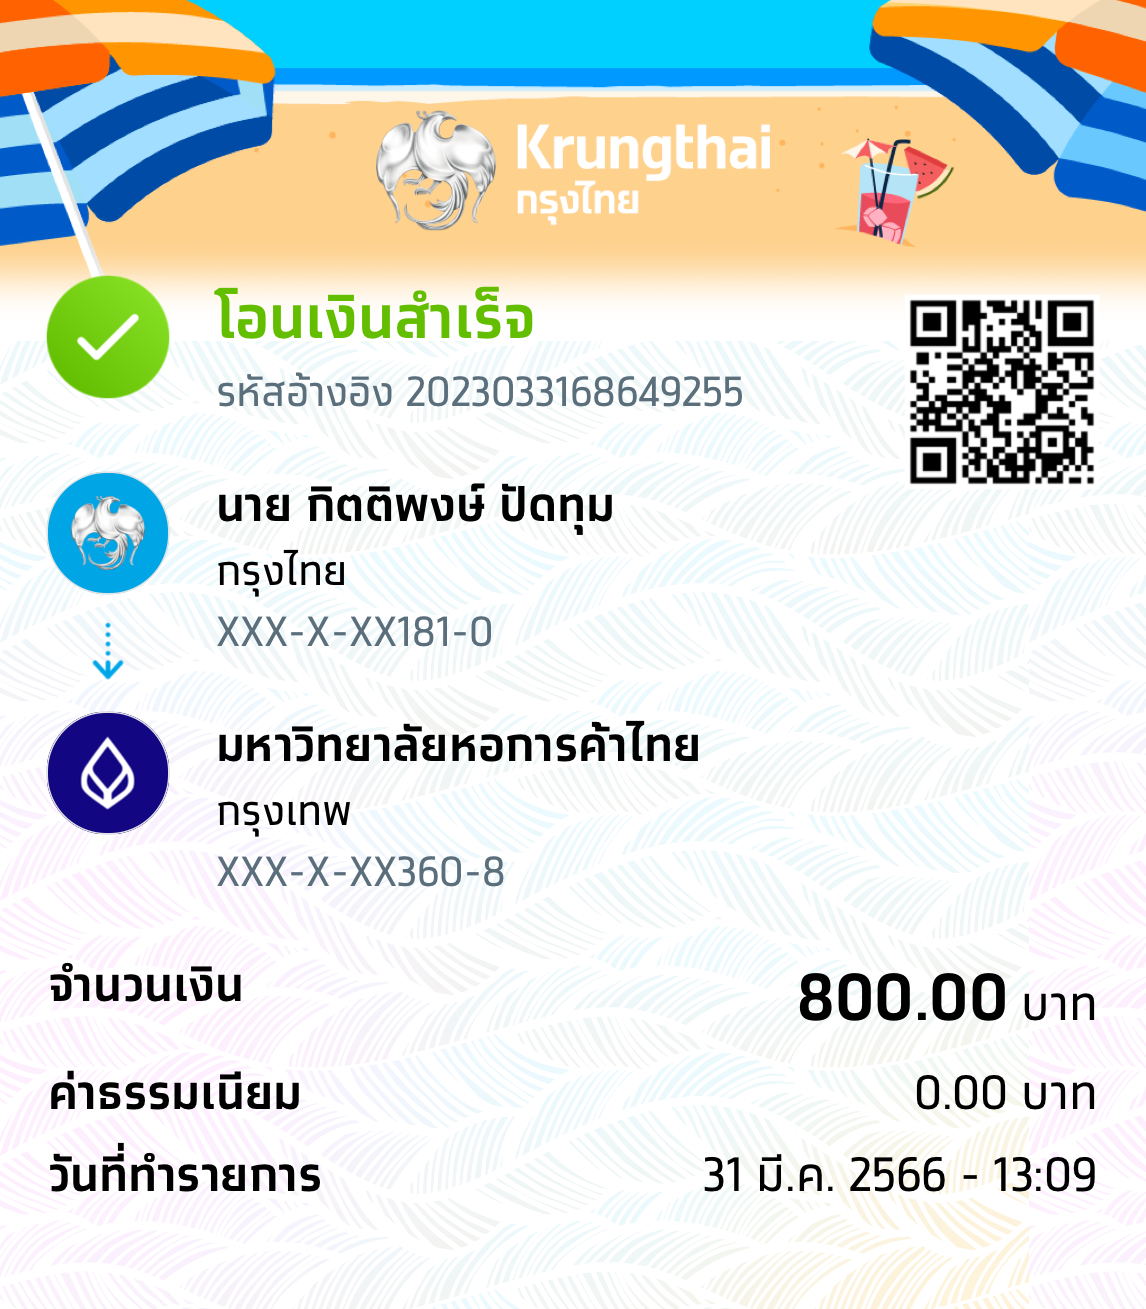 Krungthai
กรุงไทย
โอนเงินสำเร็จ
รหัสอ้างอิง 2023033168649255
นาย กิตติพงษ์ ปัดทุม
กรุงไทย
XXX-X-XX181-0
มหาวิทยาลัยหอการค้าไทย
กรุงเทพ
XXX-X-XX360-8
จำนวนเงิน 800.00 บาท
ค่าธรรมเนียม 0.00 บาท
วันที่ทำรายการ 31 มี.ค. 2566 - 13:09